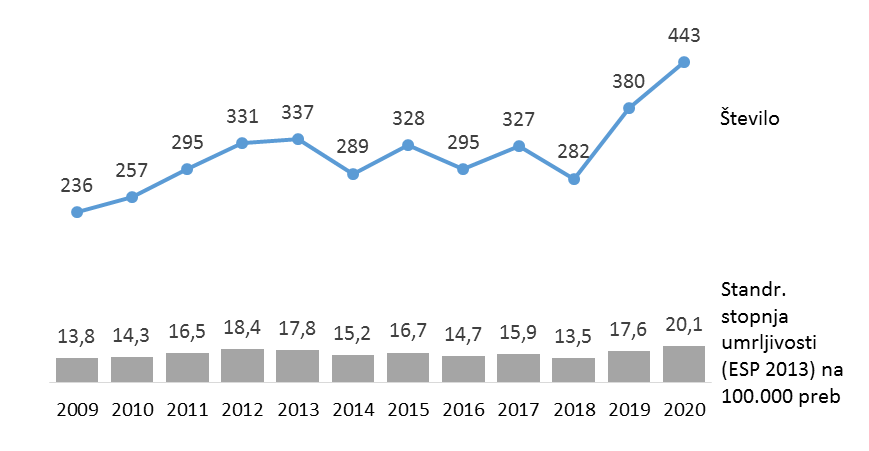 236 257 295 331 337 289 328 295 327 282 380 443
Število
13,8 14,3 16,5 18,4 17,8 15,2 16,7 14,7 15,9 13,5 17,6 20,1
Standr.
stopnja
umrljivosti
(ESP 2013) na
100.000 preb
2009 2010 2011 2012 2013 2014 2015 2016 2017 2018 2019 2020